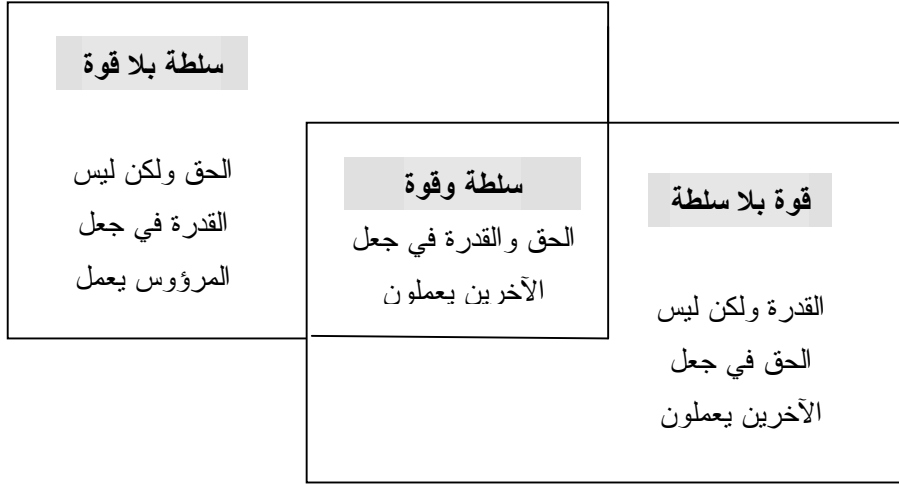 سلطة بلا قوة
الحق ولكن ليس
القدرة في جعل
المرؤوس يعمل
سلطة وقوة
الحق والقدرة في جعل
الآخرين يعملون
قوة بلا سلطة
القدرة ولكن ليس
الحق في جعل
الآخرين يعملون